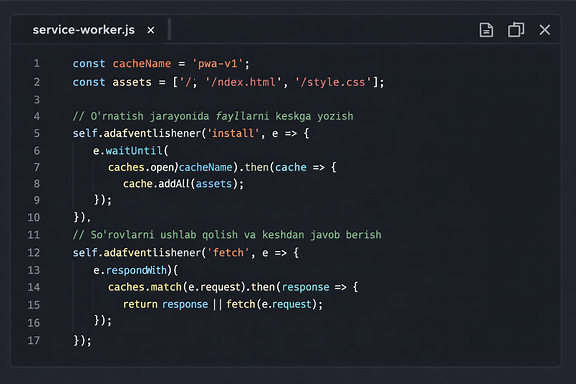 service-worker.js ×
1 const cacheName = 'pwa-v1';
2 const assets = ['/, '/ndex.html', '/style.css'];
3
4 // O'rnatish jarayonida fayllarni keskga yozish
5 self.adafventlishener('install', e => {
6 e.waitUntil(
7 caches.open)cacheName).then(cache => {
8 cache.addAll(assets);
9 });
10 }),
11 // So'rovlarni ushlab qolish va keshdan javob berish
12 self.adafventlishener('fetch', e => {
13 e.respondWith)(
14 caches.match(e.request).then(response => {
15 return response || fetch(e.request);
16 });
17 });